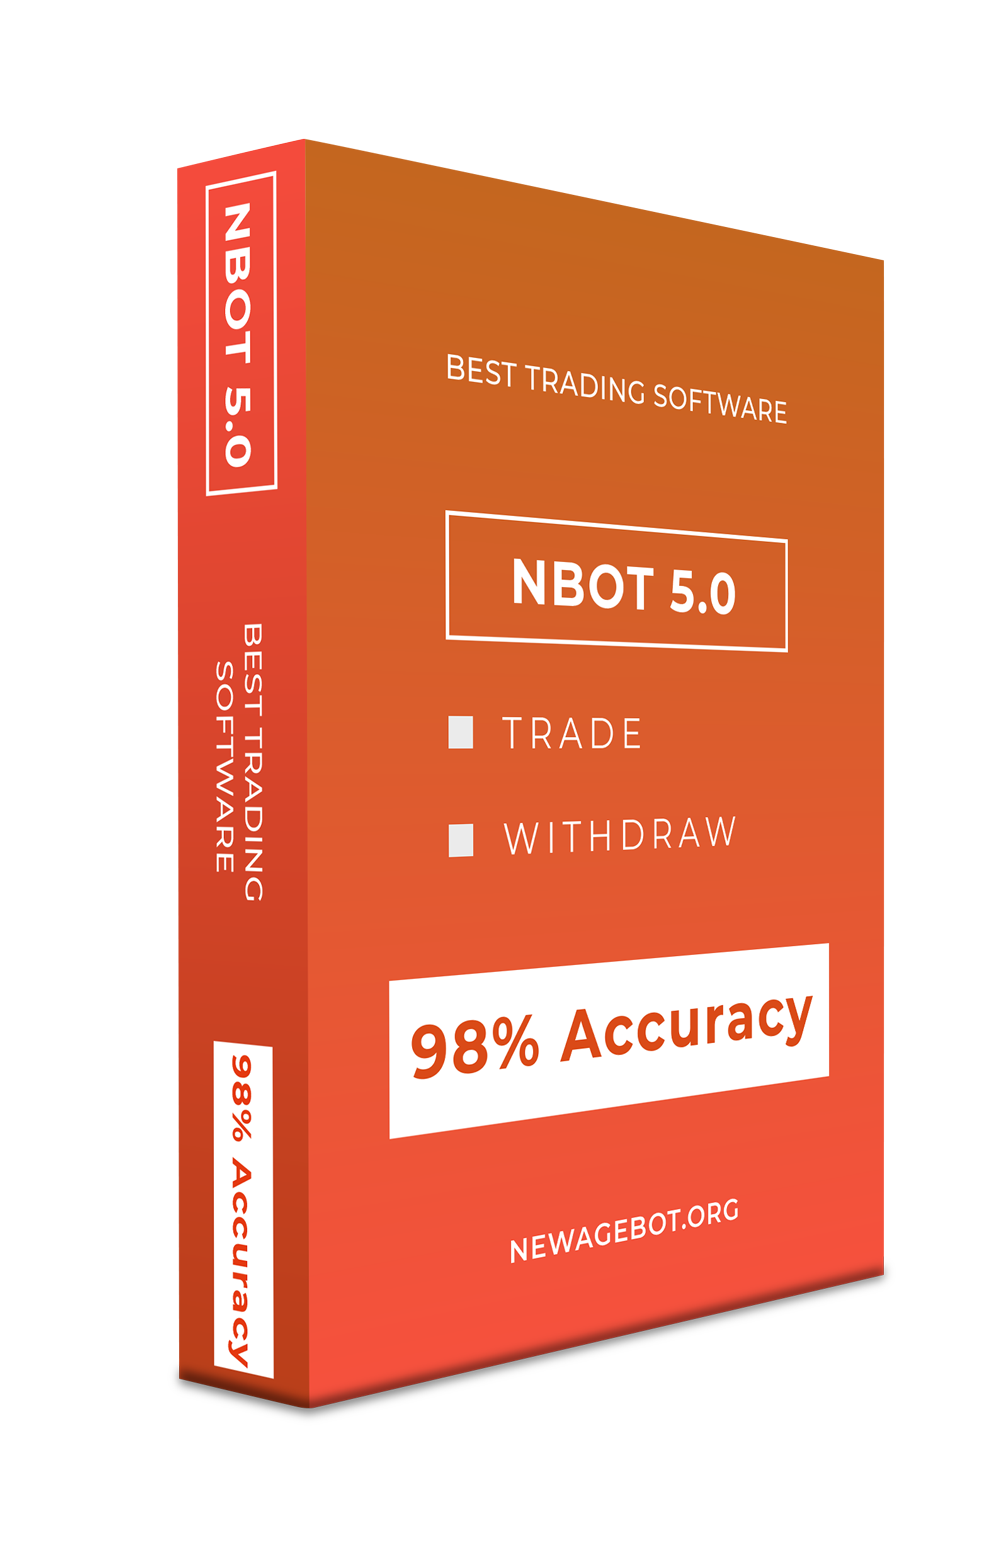 NBOT 5.0
BEST TRADING
SOFTWARE
98% Accuracy
BEST TRADING SOFTWARE
NBOT 5.0
TRADE
WITHDRAW
98% Accuracy
NEWAGEBOT.ORG